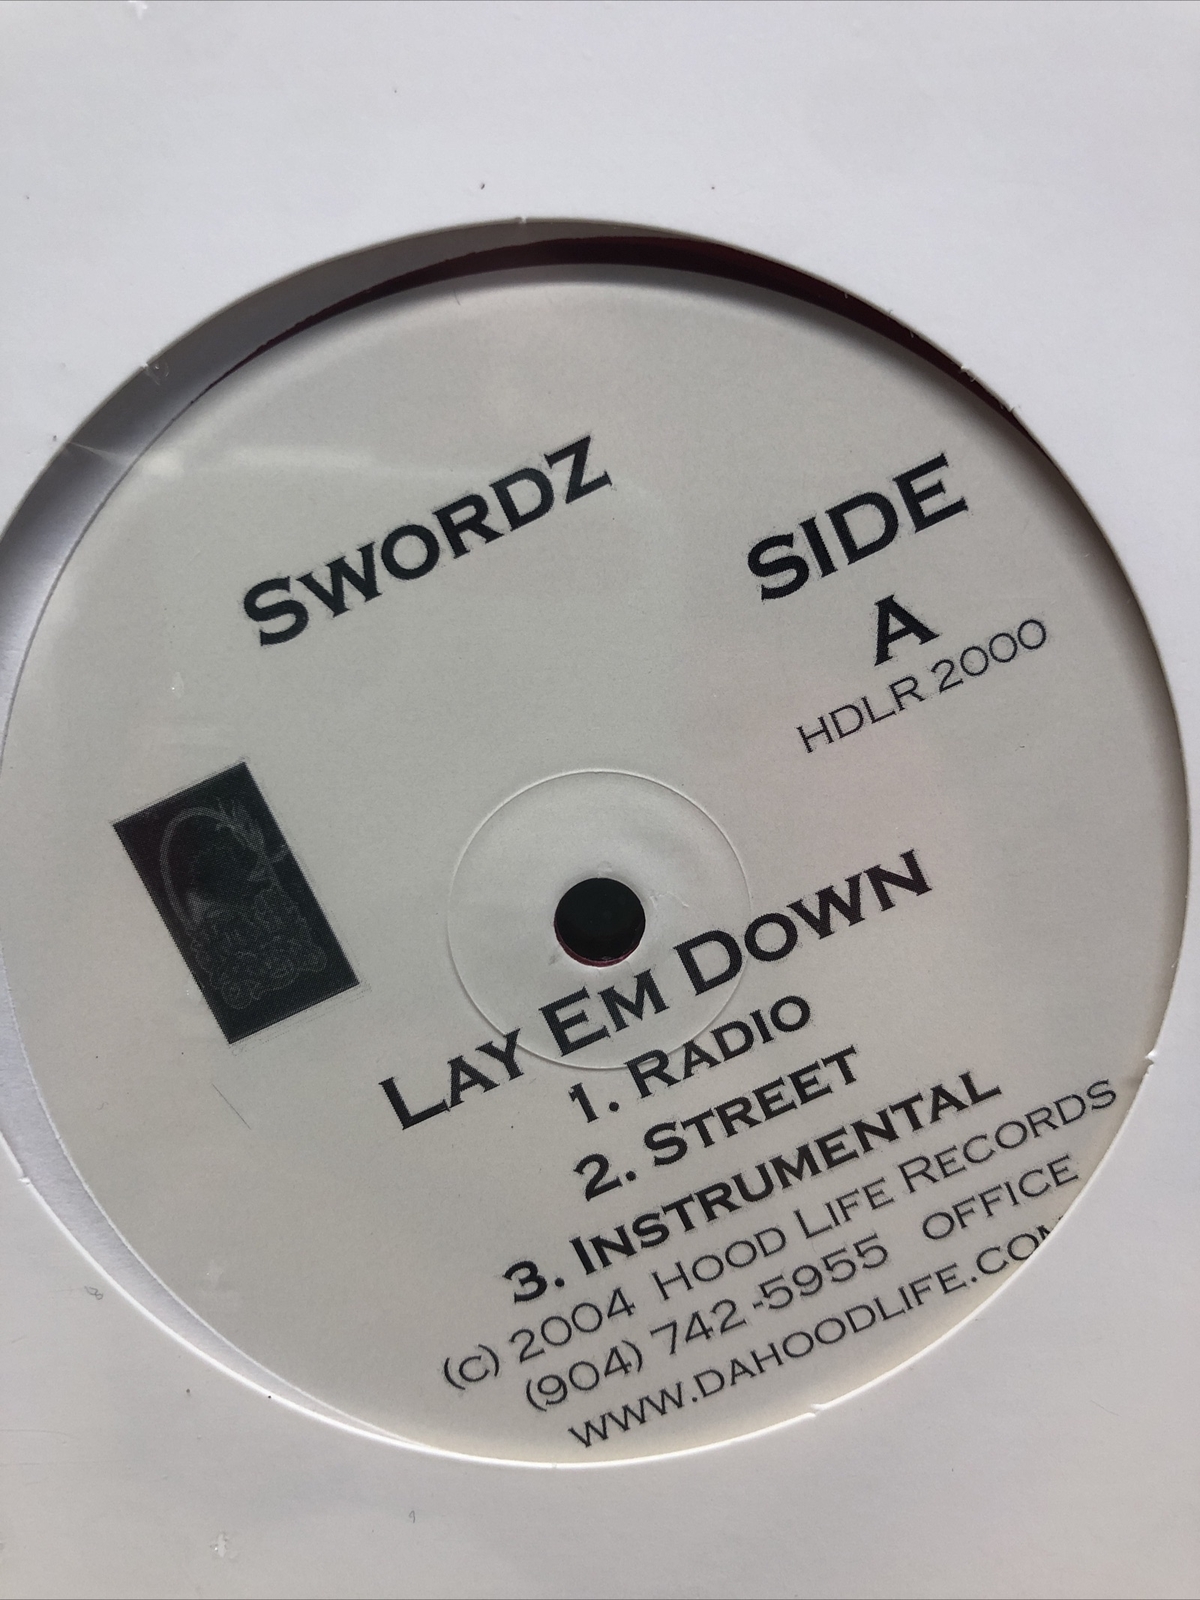 SWORDZ
SIDE
A
HDLR 2000
LAY EM DOWN
1. RADIO
2. STREET
3. INSTRUMENTAL
(C) 2004 HOOD LIFE RECORDS
(904) 742-5955 OFFICE
WWW.DAHOODLIFE.COM